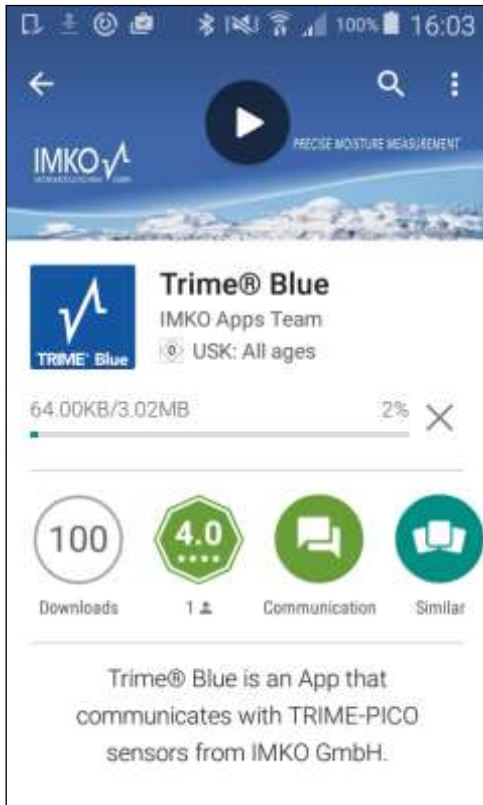 100% 16:03
IMKO
PRECISE MOISTURE MEASUREMENT
Trime® Blue
IMKO Apps Team
TRIME® Blue
0 USK: All ages
64.00KB/3.02MB 2%
100 4.0
Downloads 1 Communication Similar
Trime® Blue is an App that
communicates with TRIME-PICO
sensors from IMKO GmbH.